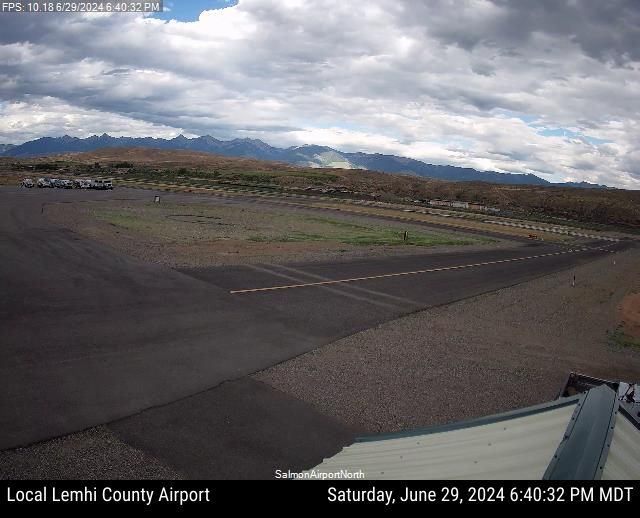 FPS: 10.18 6/29/2024 6:40:32 PM MDT
SalmonAirportNorth
Local Lemhi County Airport
Saturday, June 29, 2024 6:40:32 PM MDT